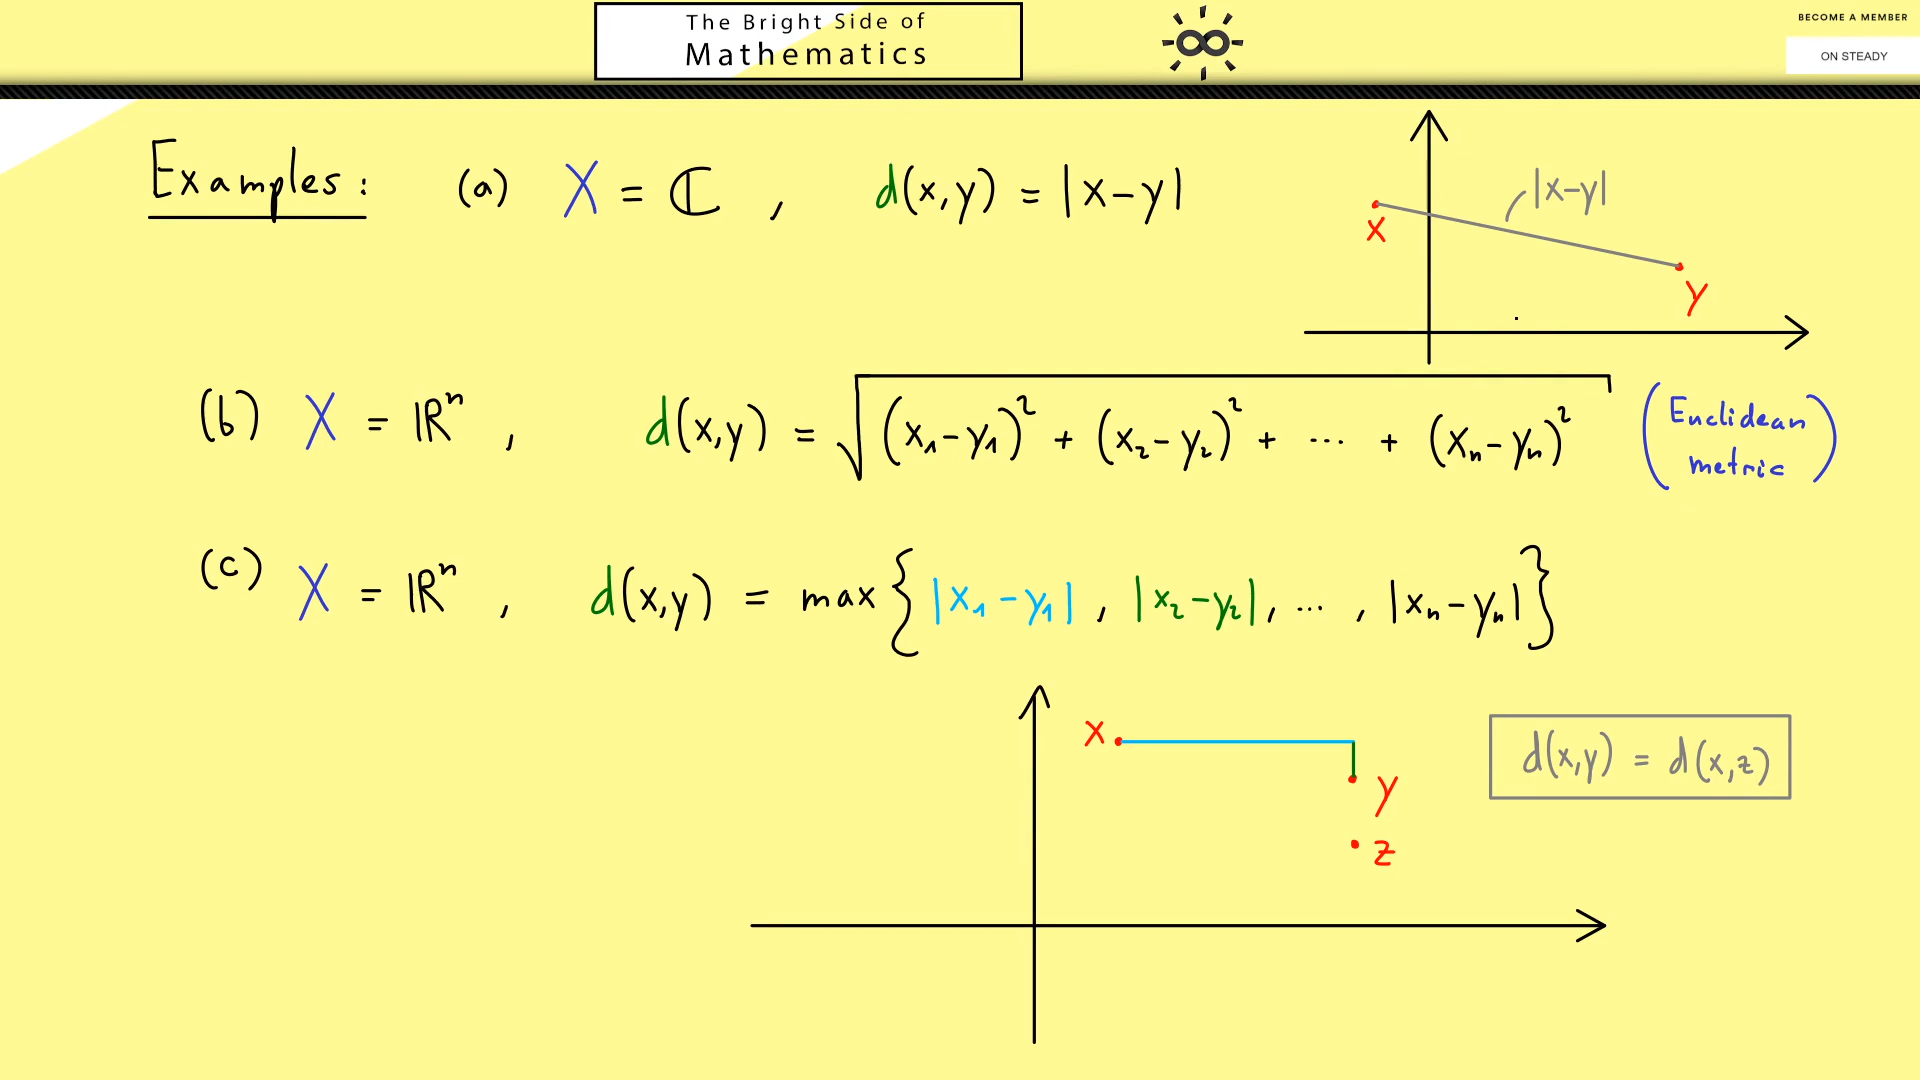 The Bright Side of
Mathematics
BECOME A MEMBER
ON STEADY
Examples: (a) X = ℂ , d(x,y) = |x-y|
|x-y|
x
y
(b) X = ℝⁿ , d(x,y) = √((x₁-y₁)² + (x₂-y₂)² + ... + (xₙ-yₙ)²)
(Euclidean
metric)
(c) X = ℝⁿ , d(x,y) = max{|x₁-y₁| , |x₂-y₂|, ... , |xₙ-yₙ|}
x
y
z
d(x,y) = d(x,z)